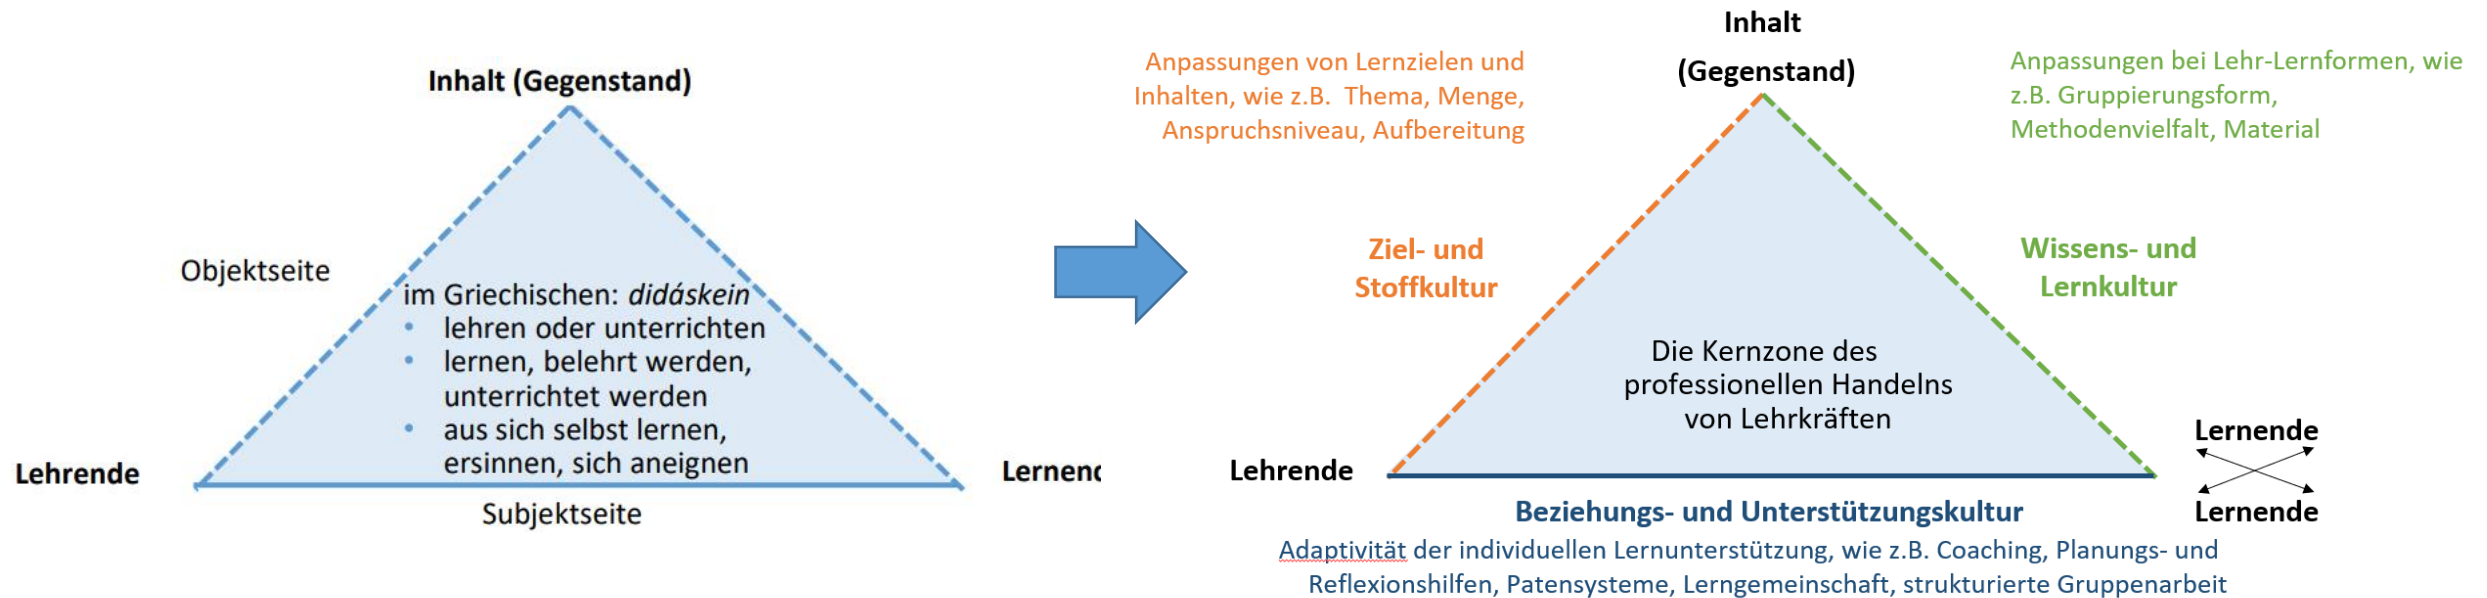 Inhalt (Gegenstand)
Objektseite
im Griechischen: didáskein
• lehren oder unterrichten
• lernen, belehrt werden,
unterrichtet werden
• aus sich selbst lernen,
ersinnen, sich aneignen
Lehrende
Lernend
Subjektseite
Inhalt
(Gegenstand)
Anpassungen von Lernzielen und
Inhalten, wie z.B. Thema, Menge,
Anspruchsniveau, Aufbereitung
Anpassungen bei Lehr-Lernformen, wie
z.B. Gruppierungsform,
Methodenvielfalt, Material
Ziel- und
Stoffkultur
Wissens- und
Lernkultur
Die Kernzone des
professionellen Handelns
von Lehrkräften
Lehrende
Lernende
Lernende
Beziehungs- und Unterstützungskultur
Adaptivität der individuellen Lernunterstützung, wie z.B. Coaching, Planungs- und
Reflexionshilfen, Patensysteme, Lerngemeinschaft, strukturierte Gruppenarbeit